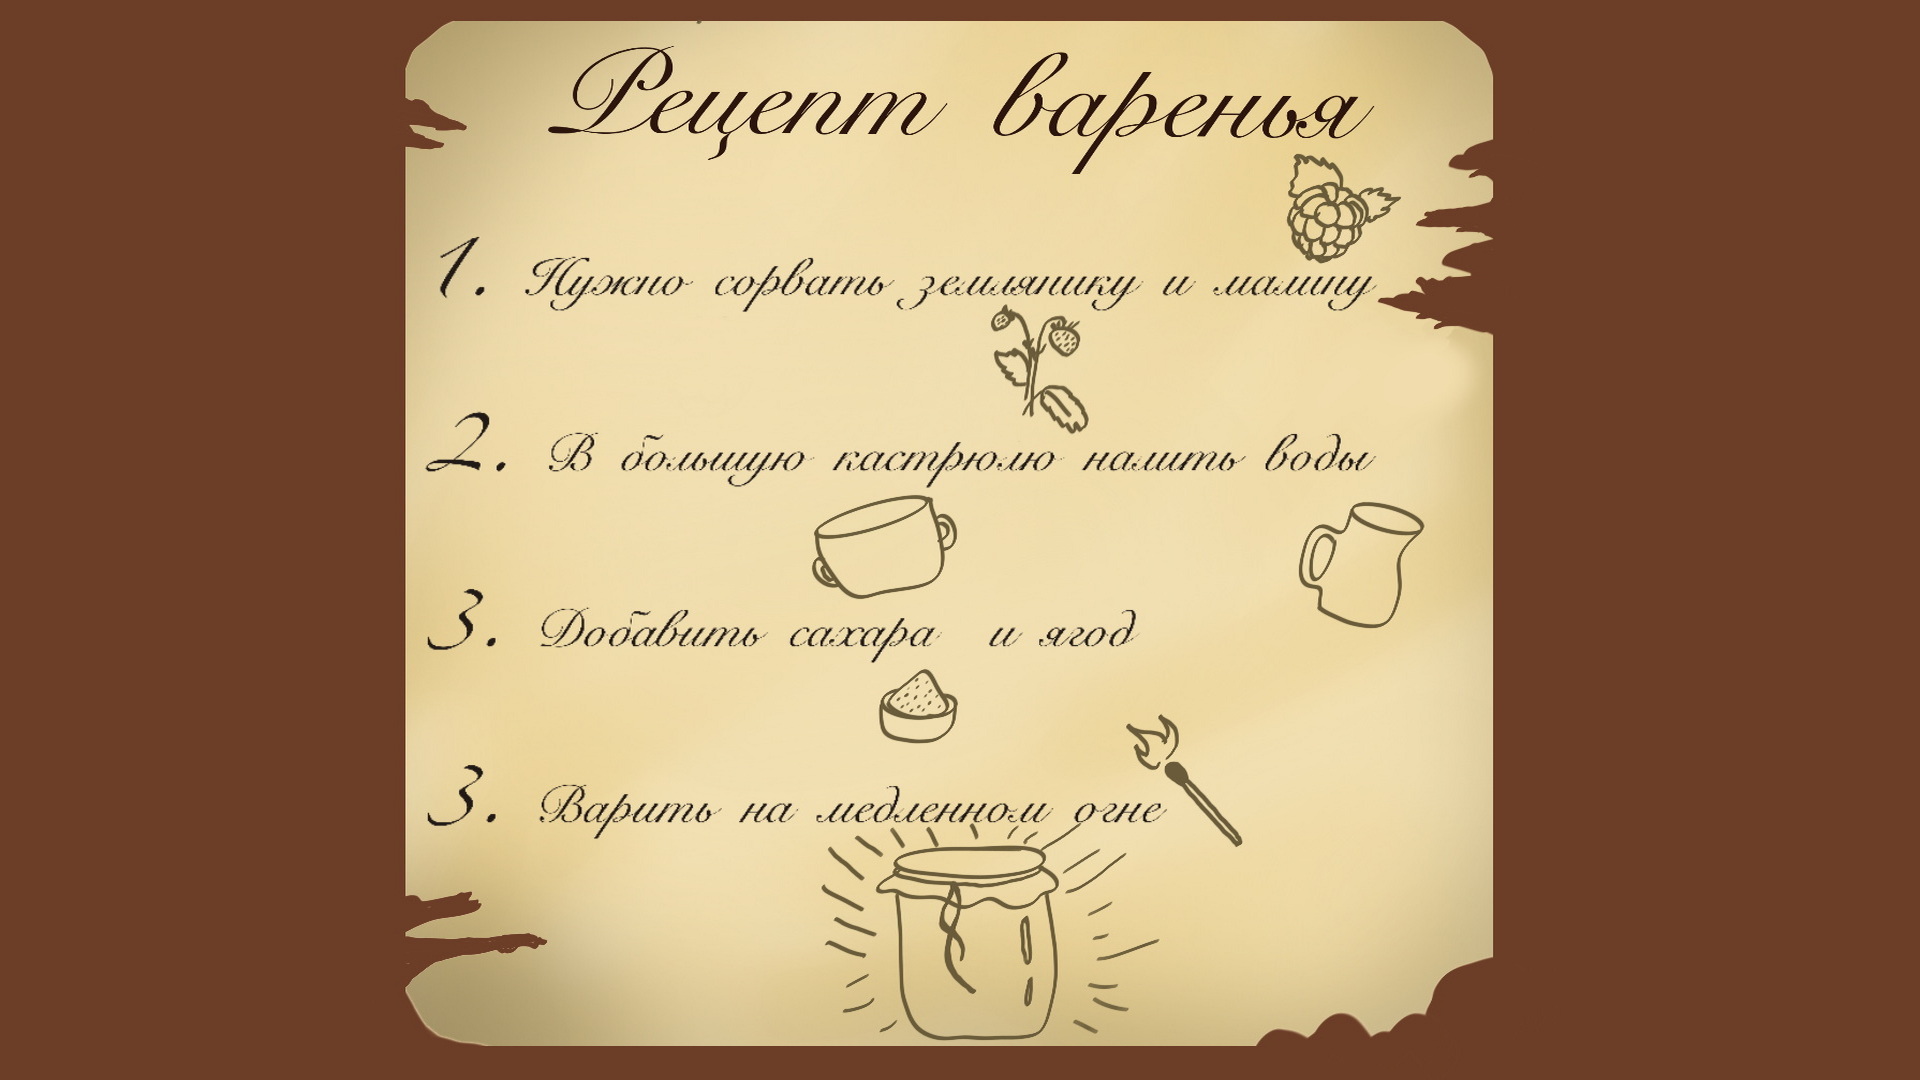 Рецепт варенья
1. Нужно сорвать землянику и малину
2. В большую кастрюлю налить воды
3. Добавить сахара и ягод
3. Варить на медленном огне